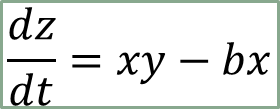 dz/dt = xy − bx